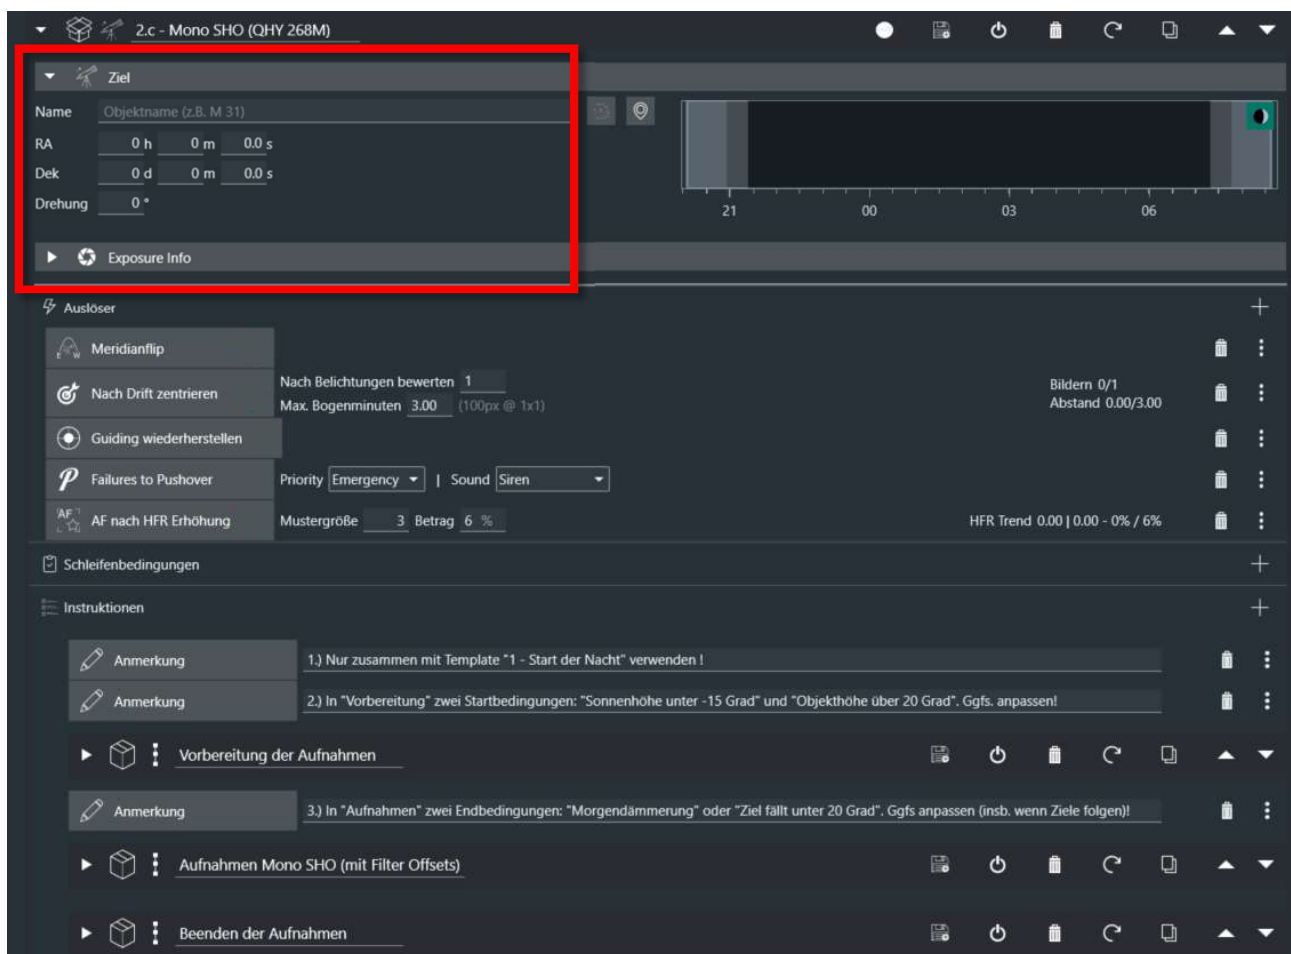 2.c - Mono SHO (QHY 268M)
Ziel
Name Objektname (z.B. M 31)
RA 0 h 0 m 0.0 s
Dek 0 d 0 m 0.0 s
Drehung 0 °
21 00 03 06
Exposure Info
Auslöser
Meridianflip
Nach Drift zentrieren
Nach Belichtungen bewerten 1
Max. Bogenminuten 3.00 (100px @ 1x1)
Bildern 0/1
Abstand 0.00/3.00
Guiding wiederherstellen
Failures to Pushover Priority Emergency | Sound Siren
AF nach HFR Erhöhung Mustergröße 3 Betrag 6 % HFR Trend 0.00 | 0.00 - 0% / 6%
Schleifenbedingungen
Instruktionen
Anmerkung 1.) Nur zusammen mit Template "1 - Start der Nacht" verwenden !
Anmerkung 2.) In "Vorbereitung" zwei Startbedingungen: "Sonnenhöhe unter -15 Grad" und "Objekthöhe über 20 Grad". Ggfs. anpassen!
Vorbereitung der Aufnahmen
Anmerkung 3.) In "Aufnahmen" zwei Endbedingungen: "Morgendämmerung" oder "Ziel fällt unter 20 Grad". Ggfs anpassen (insb. wenn Ziele folgen)!
Aufnahmen Mono SHO (mit Filter Offsets)
Beenden der Aufnahmen